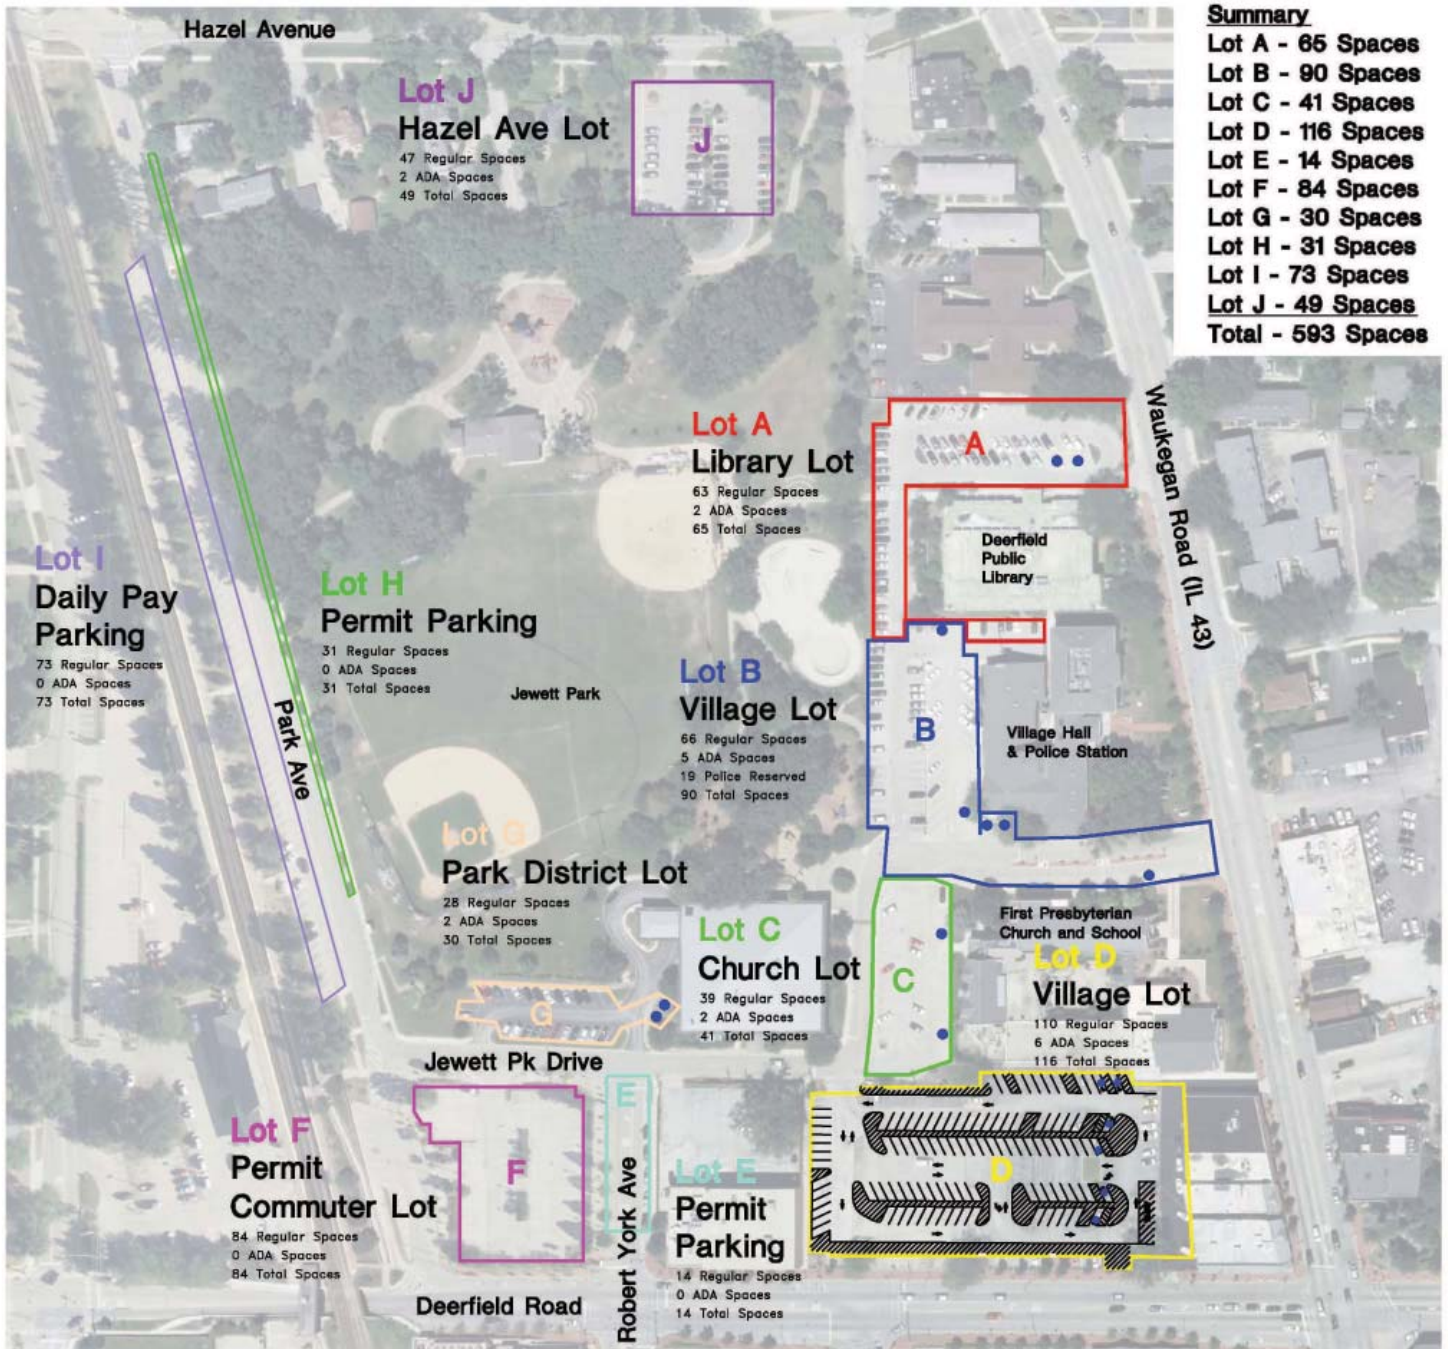 Hazel Avenue
Summary
Lot A - 65 Spaces
Lot B - 90 Spaces
Lot C - 41 Spaces
Lot D - 116 Spaces
Lot E - 14 Spaces
Lot F - 84 Spaces
Lot G - 30 Spaces
Lot H - 31 Spaces
Lot I - 73 Spaces
Lot J - 49 Spaces
Total - 593 Spaces
Lot J
Hazel Ave Lot
47 Regular Spaces
2 ADA Spaces
49 Total Spaces
J
Lot A
Library Lot
63 Regular Spaces
2 ADA Spaces
65 Total Spaces
A
Waukegan Road (IL 43)
Deerfield
Public
Library
Lot I
Daily Pay
Parking
73 Regular Spaces
0 ADA Spaces
73 Total Spaces
Lot H
Permit Parking
31 Regular Spaces
0 ADA Spaces
31 Total Spaces
Park Ave
Jewett Park
Lot B
Village Lot
66 Regular Spaces
5 ADA Spaces
19 Police Reserved
90 Total Spaces
B
Village Hall
& Police Station
Lot G
Park District Lot
28 Regular Spaces
2 ADA Spaces
30 Total Spaces
G
Lot C
Church Lot
39 Regular Spaces
2 ADA Spaces
41 Total Spaces
C
First Presbyterian
Church and School
Lot D
Village Lot
110 Regular Spaces
6 ADA Spaces
116 Total Spaces
D
Jewett Pk Drive
Lot F
Permit
Commuter Lot
84 Regular Spaces
0 ADA Spaces
84 Total Spaces
F
E
Robert York Ave
Lot E
Permit
Parking
14 Regular Spaces
0 ADA Spaces
14 Total Spaces
Deerfield Road